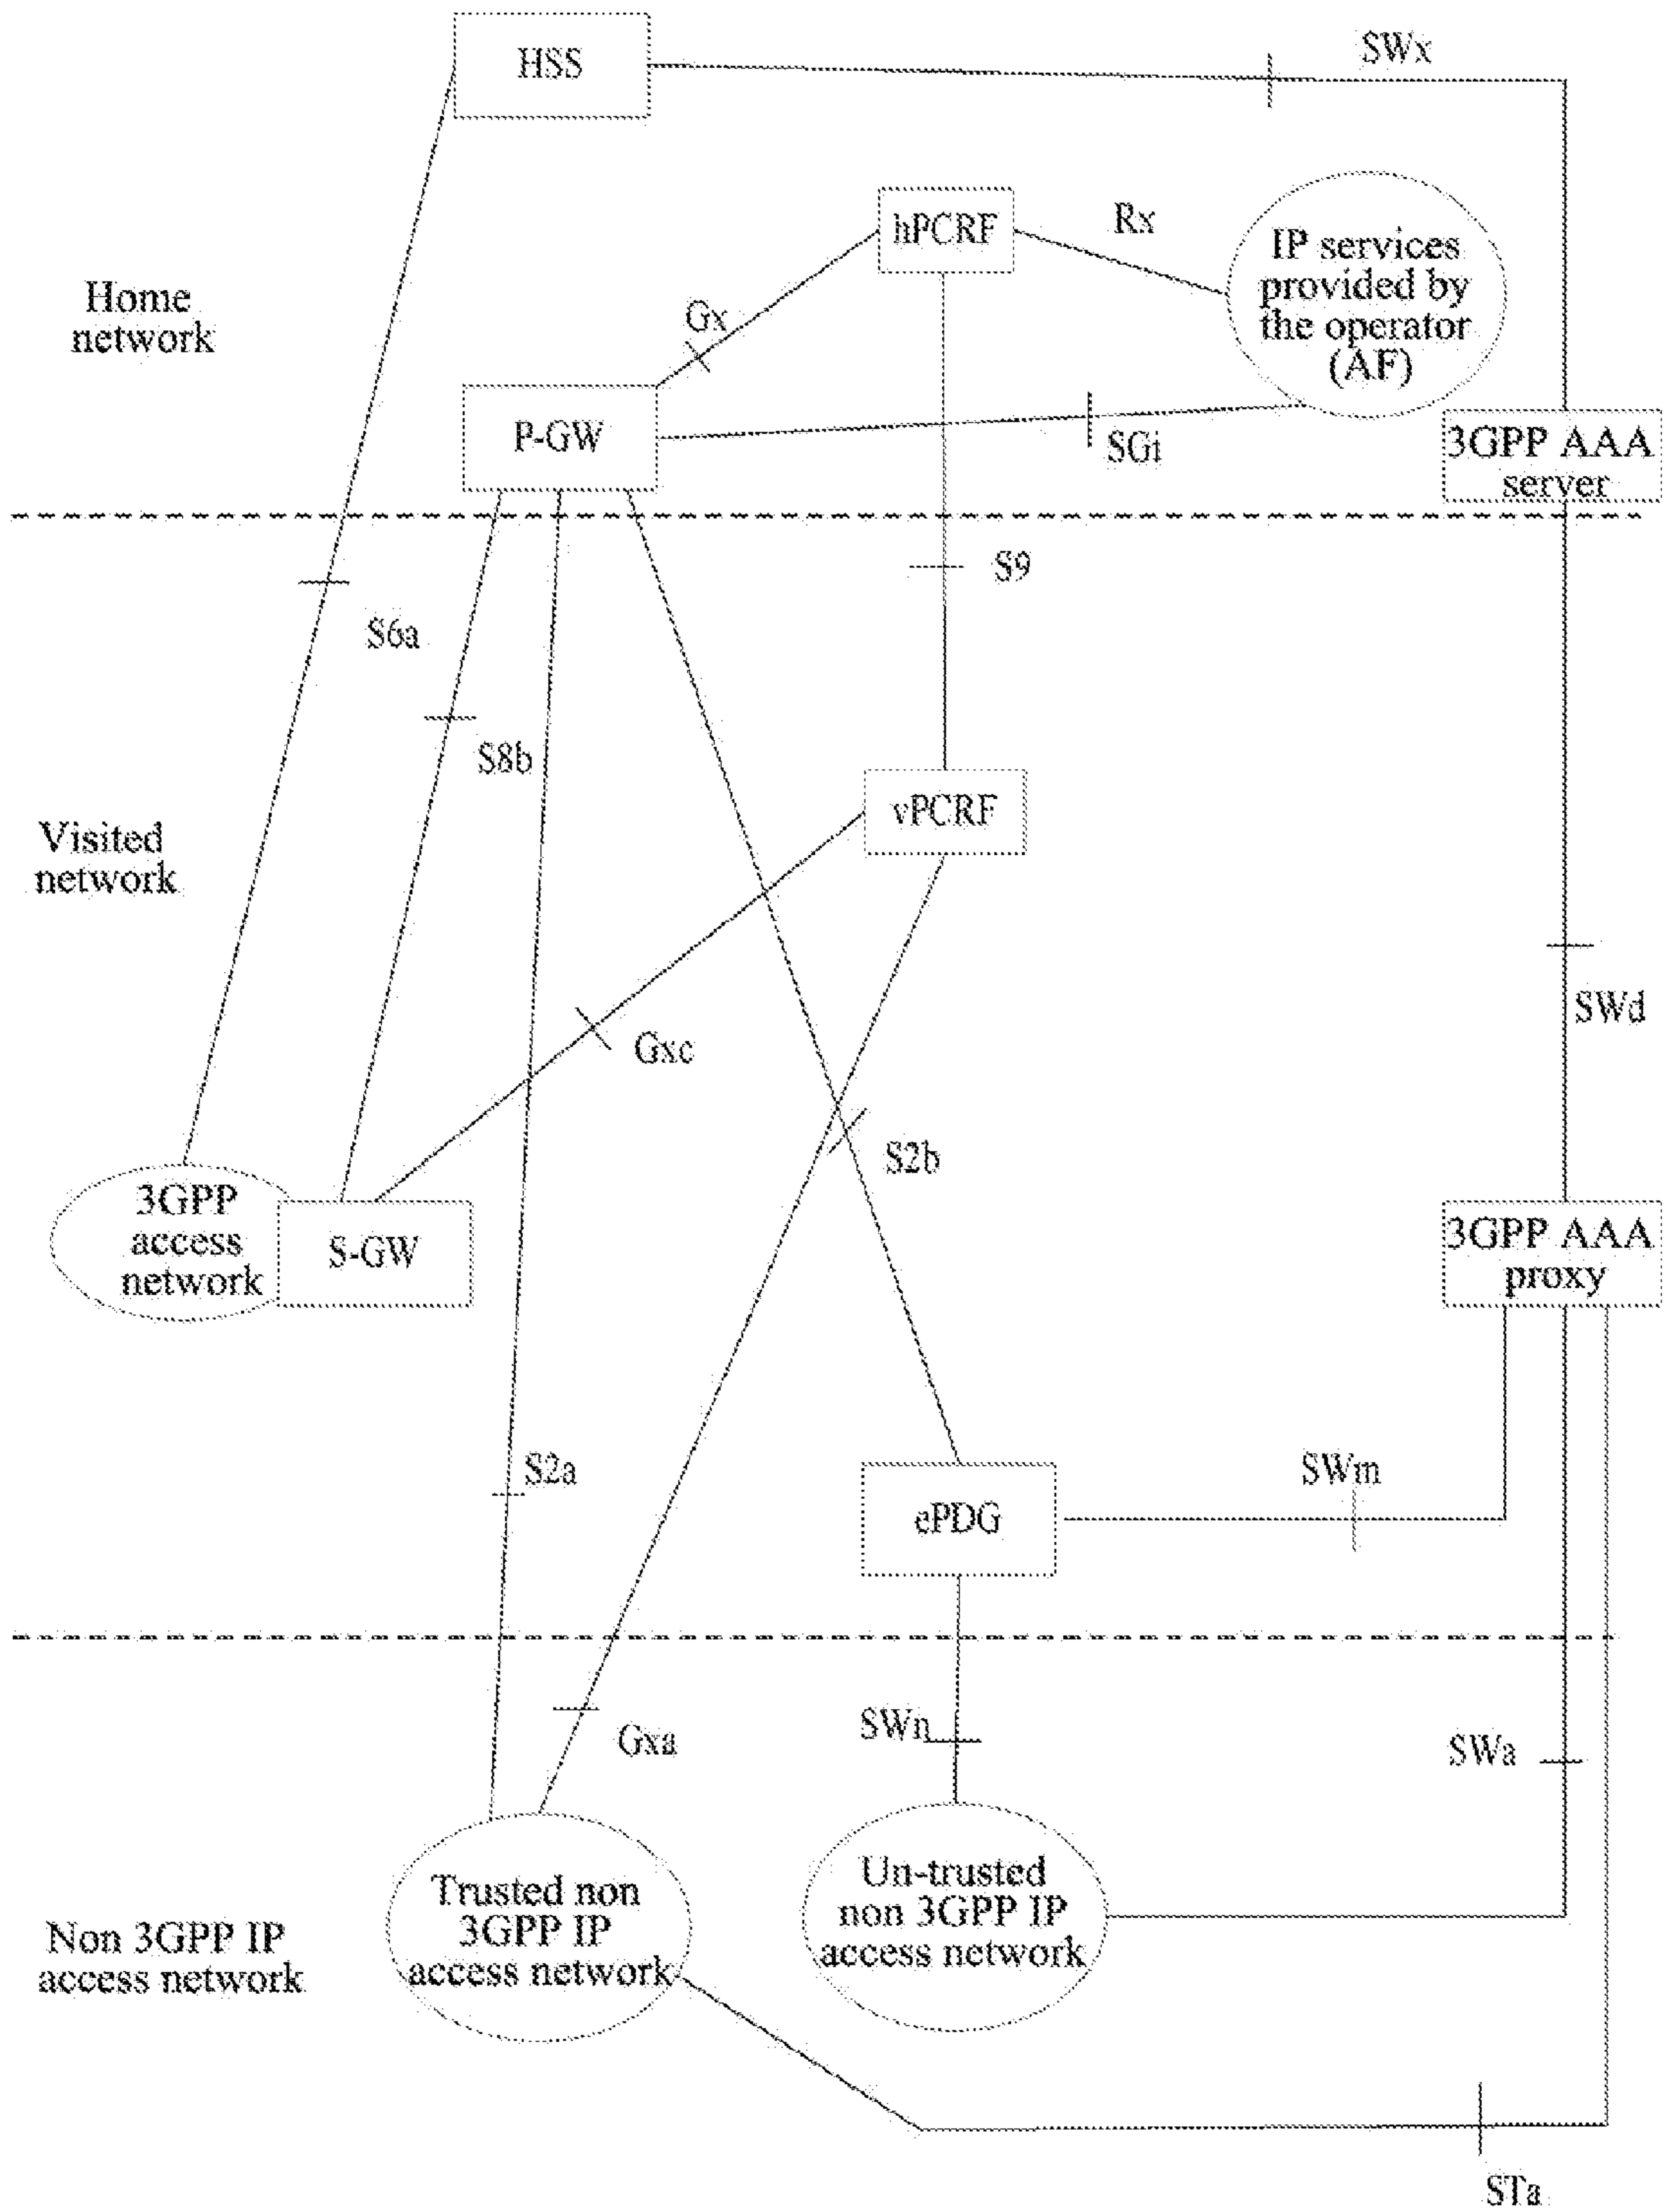 HSS
SWx
hPCRF
Rx
IP services
provided by
the operator
(AF)
Home
network
Gx
P-GW
SGi
3GPP AAA
server
S9
S6a
S8b
vPCRF
Visited
network
SWd
Gxc
S2b
3GPP
access
network
S-GW
3GPP AAA
proxy
S2a
SWm
ePDG
Gxa
SWn
SWa
Trusted non
3GPP IP
access network
Un-trusted
non 3GPP IP
access network
Non 3GPP IP
access network
STa